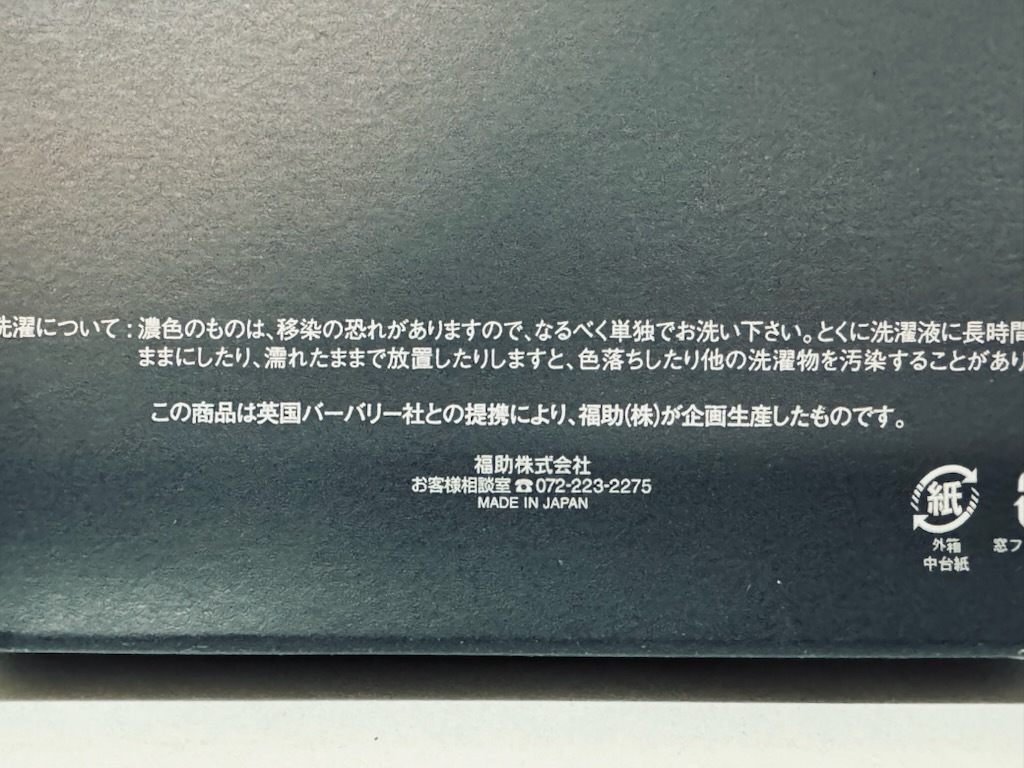 洗濯について：濃色のものは、移染の恐れがありますので、なるべく単独でお洗い下さい。とくに洗濯液に長時間
ままにしたり、濡れたままで放置したりしますと、色落ちしたり他の洗濯物を汚染することがあり
この商品は英国バーバリー社との提携により、福助(株)が企画生産したものです。
福助株式会社
お客様相談室☎072-223-2275
MADE IN JAPAN
紙
外箱
中台紙
窓フ